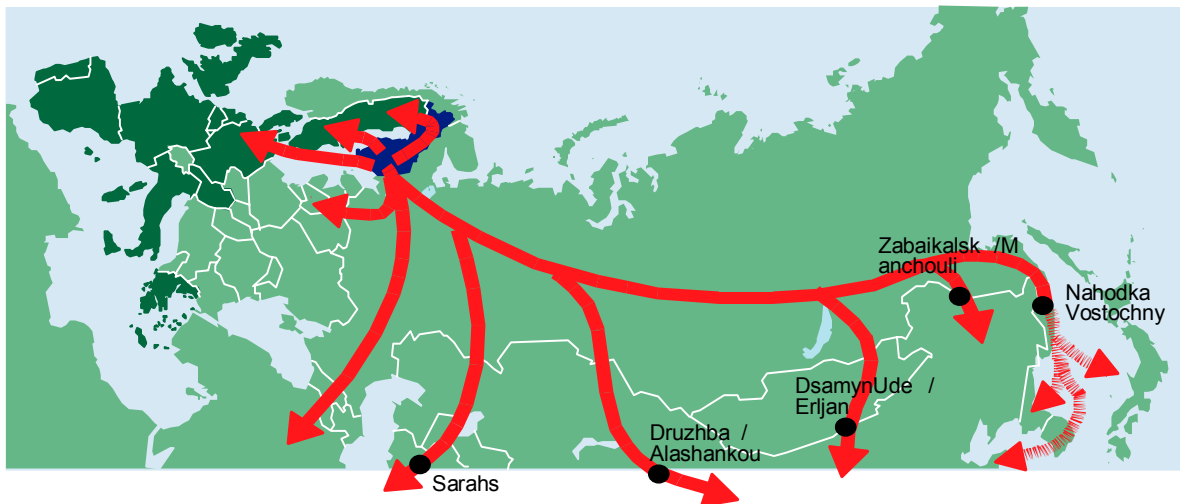 Zabaikalsk /M
anchouli
Nahodka
Vostochny
DsamynUde /
Erljan
Druzhba /
Alashankou
Sarahs